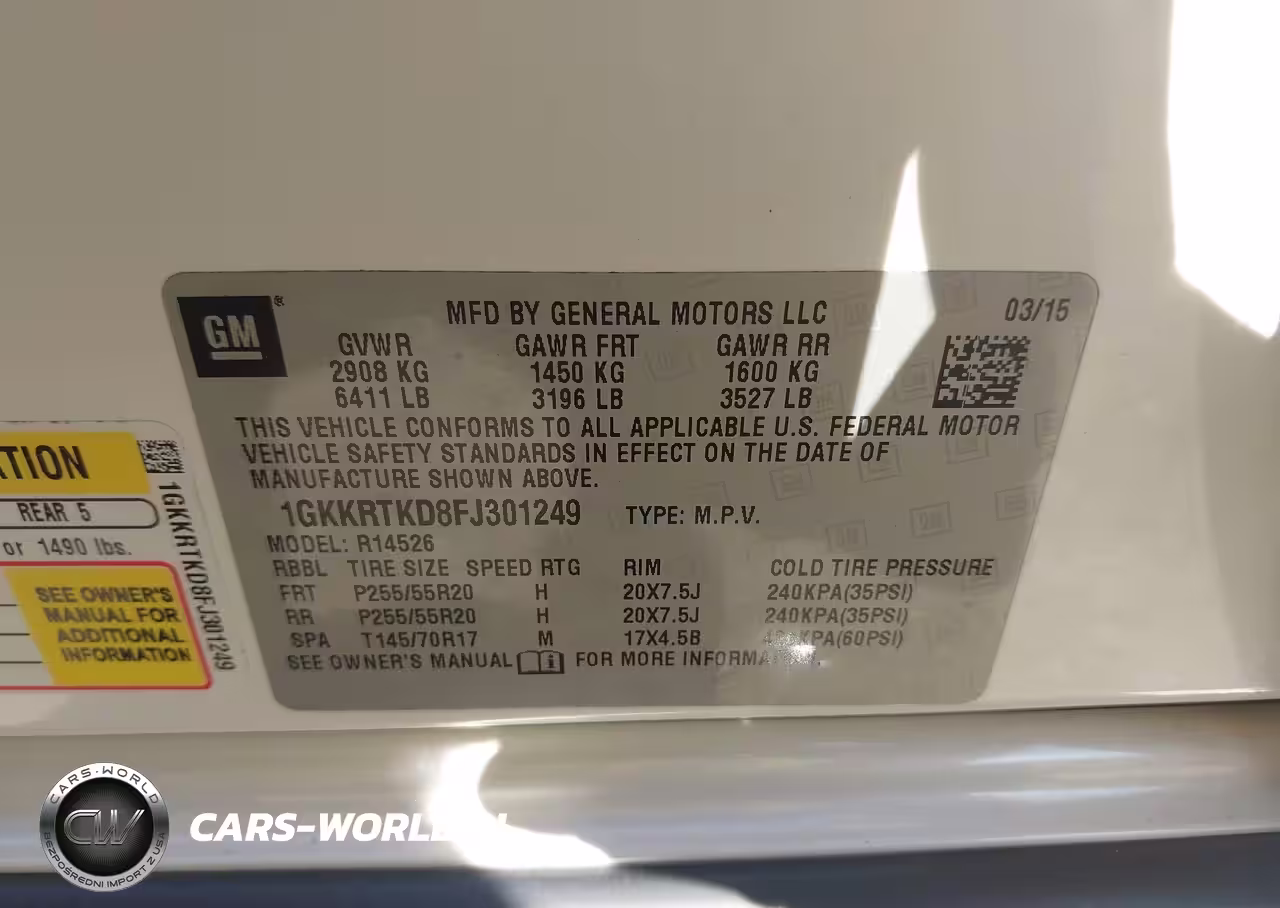 GM
®
MFD BY GENERAL MOTORS LLC
03/15
GVWR GAWR FRT GAWR RR
2908 KG 1450 KG 1600 KG
6411 LB 3196 LB 3527 LB
THIS VEHICLE CONFORMS TO ALL APPLICABLE U.S. FEDERAL MOTOR
VEHICLE SAFETY STANDARDS IN EFFECT ON THE DATE OF
MANUFACTURE SHOWN ABOVE.
1GKKRTKD8FJ301249 TYPE: M.P.V.
MODEL: R14526
RBBL TIRE SIZE SPEED RTG RIM COLD TIRE PRESSURE
FRT P255/55R20 H 20X7.5J 240KPA(35PSI)
RR P255/55R20 H 20X7.5J 240KPA(35PSI)
SPA T145/70R17 M 17X4.5B
SEE OWNER'S MANUAL FOR MORE
REAR 5
or 1490 lbs.
SEE OWNER'S
MANUAL FOR
ADDITIONAL
INFORMATION
1GKKRTKD8FJ301249
CARS-WORLD
CW
BEZPOŚREDNI IMPORT Z USA